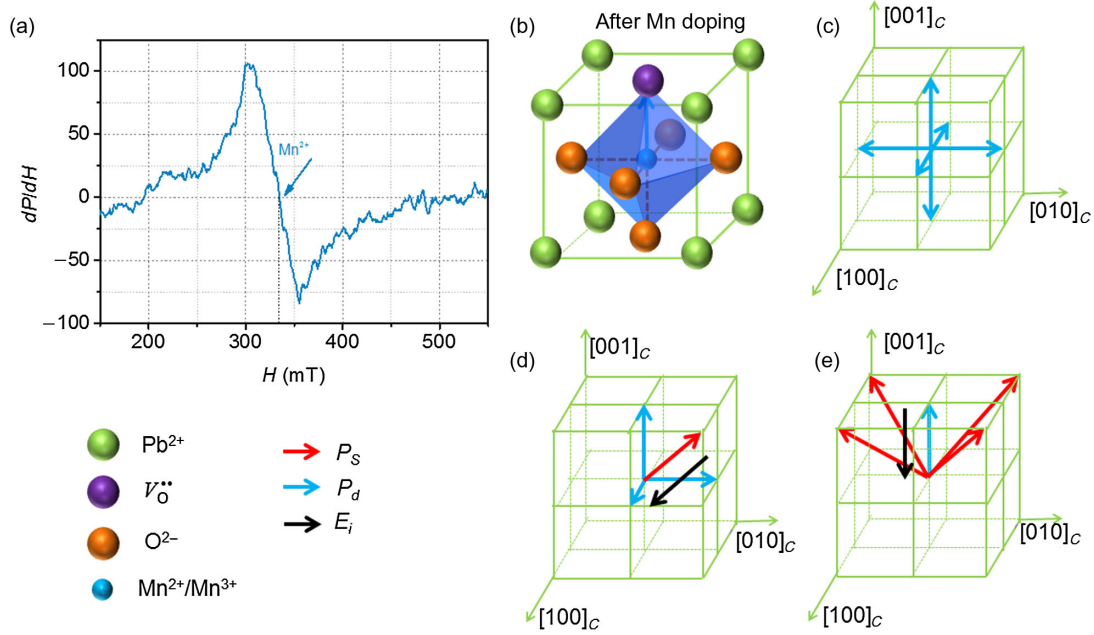 (a)
100
50
0
−50
−100
dP/dH
Mn²⁺
200 300 400 500
H (mT)
(b)
After Mn doping
(c)
[001]C
[010]C
[100]C
(d)
[001]C
[010]C
[100]C
(e)
[001]C
[010]C
[100]C
Pb²⁺
V••O
O²⁻
Mn²⁺/Mn³⁺
PS
Pd
Ei